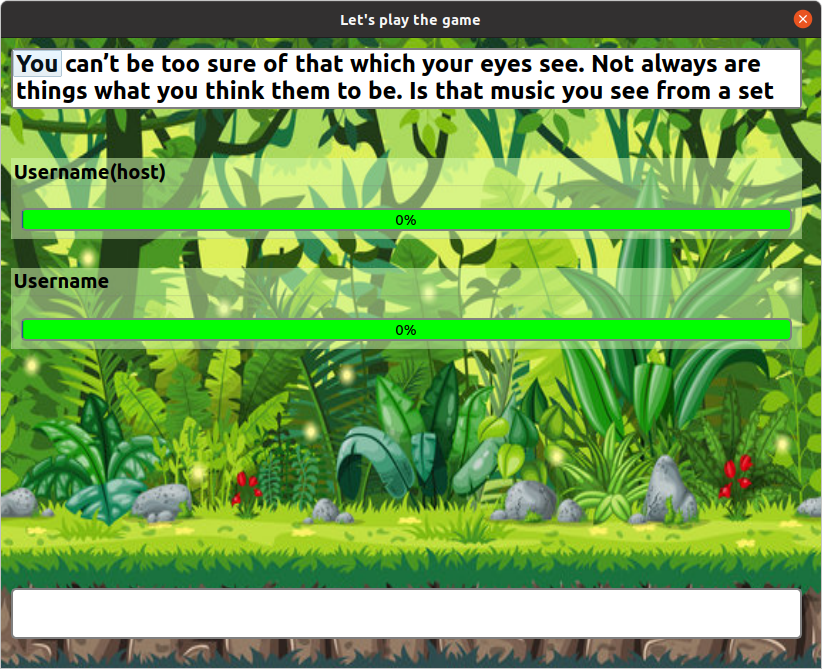 Let's play the game
You can’t be too sure of that which your eyes see. Not always are
things what you think them to be. Is that music you see from a set
Username(host)
0%
Username
0%